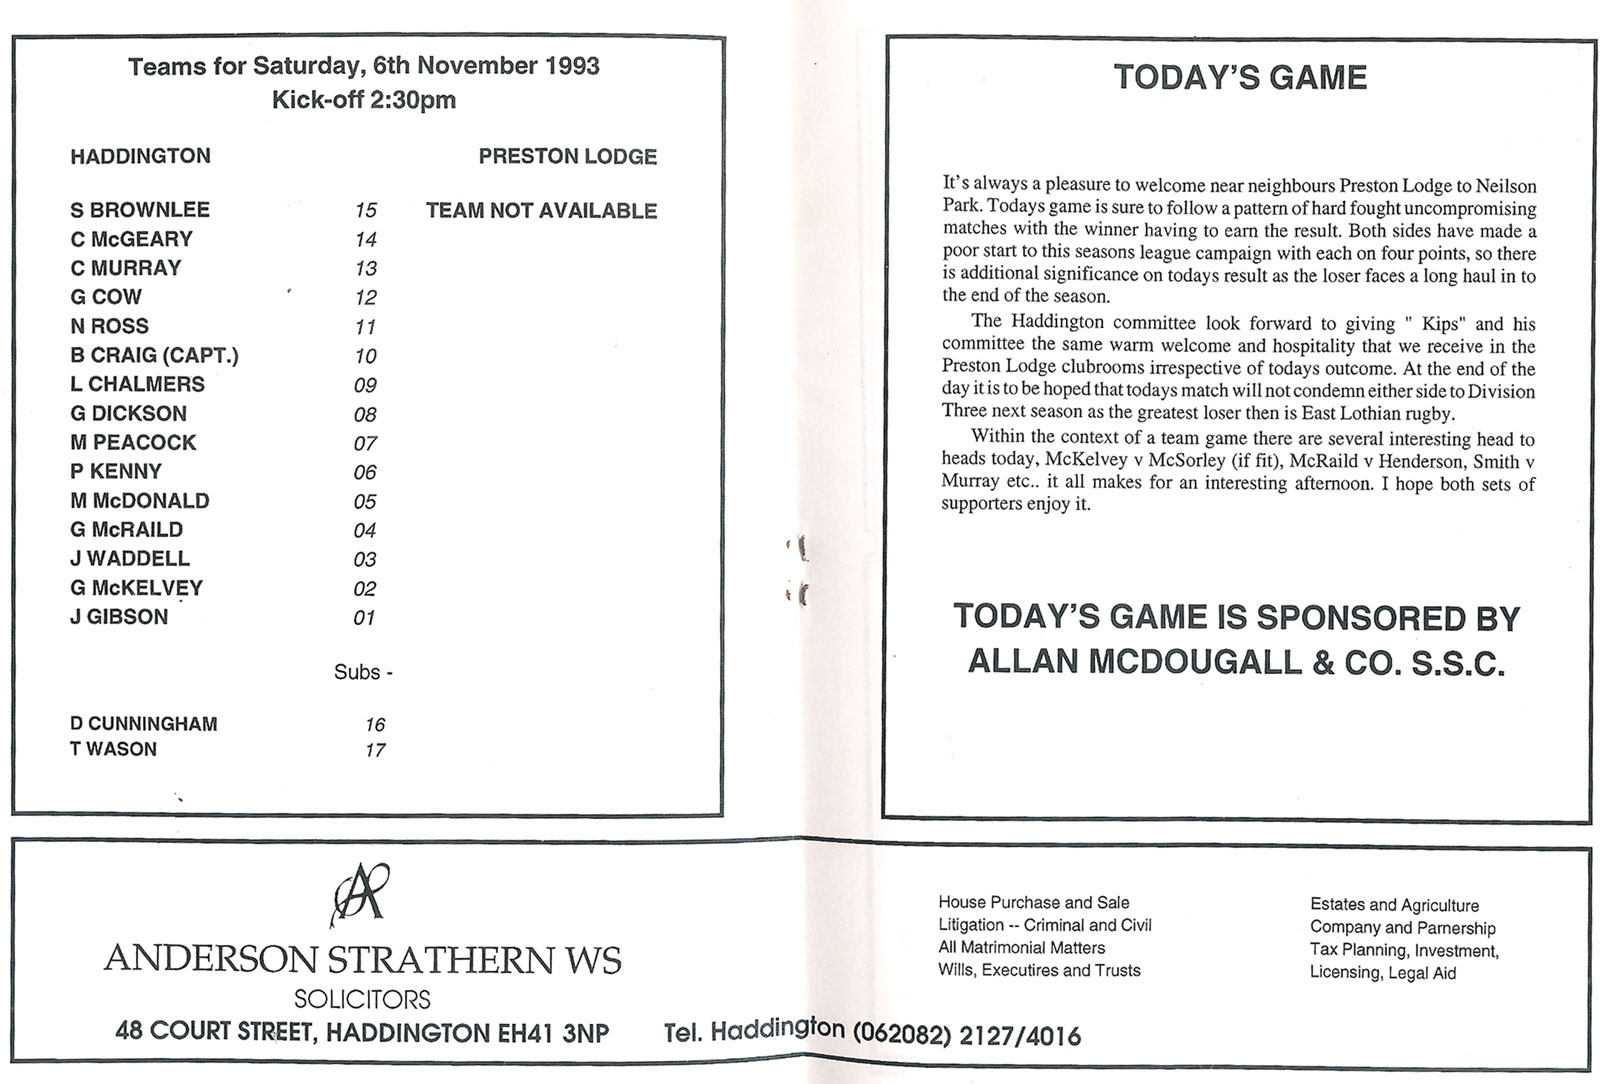 Teams for Saturday, 6th November 1993
Kick-off 2:30pm
HADDINGTON PRESTON LODGE
S BROWNLEE 15 TEAM NOT AVAILABLE
C McGEARY 14
C MURRAY 13
G COW 12
N ROSS 11
B CRAIG (CAPT.) 10
L CHALMERS 09
G DICKSON 08
M PEACOCK 07
P KENNY 06
M McDONALD 05
G McRAILD 04
J WADDELL 03
G McKELVEY 02
J GIBSON 01
Subs -
D CUNNINGHAM 16
T WASON 17
TODAY'S GAME
It's always a pleasure to welcome near neighbours Preston Lodge to Neilson
Park. Todays game is sure to follow a pattern of hard fought uncompromising
matches with the winner having to earn the result. Both sides have made a
poor start to this seasons league campaign with each on four points, so there
is additional significance on todays result as the loser faces a long haul in to
the end of the season.
The Haddington committee look forward to giving " Kips" and his
committee the same warm welcome and hospitality that we receive in the
Preston Lodge clubrooms irrespective of todays outcome. At the end of the
day it is to be hoped that todays match will not condemn either side to Division
Three next season as the greatest loser then is East Lothian rugby.
Within the context of a team game there are several interesting head to
heads today, McKelvey v McSorley (if fit), McRaild v Henderson, Smith v
Murray etc.. it all makes for an interesting afternoon. I hope both sets of
supporters enjoy it.
TODAY'S GAME IS SPONSORED BY
ALLAN MCDOUGALL & CO. S.S.C.
ANDERSON STRATHERN WS
SOLICITORS
48 COURT STREET, HADDINGTON EH41 3NP Tel. Haddington (062082) 2127/4016
House Purchase and Sale
Litigation -- Criminal and Civil
All Matrimonial Matters
Wills, Executires and Trusts
Estates and Agriculture
Company and Parnership
Tax Planning, Investment,
Licensing, Legal Aid